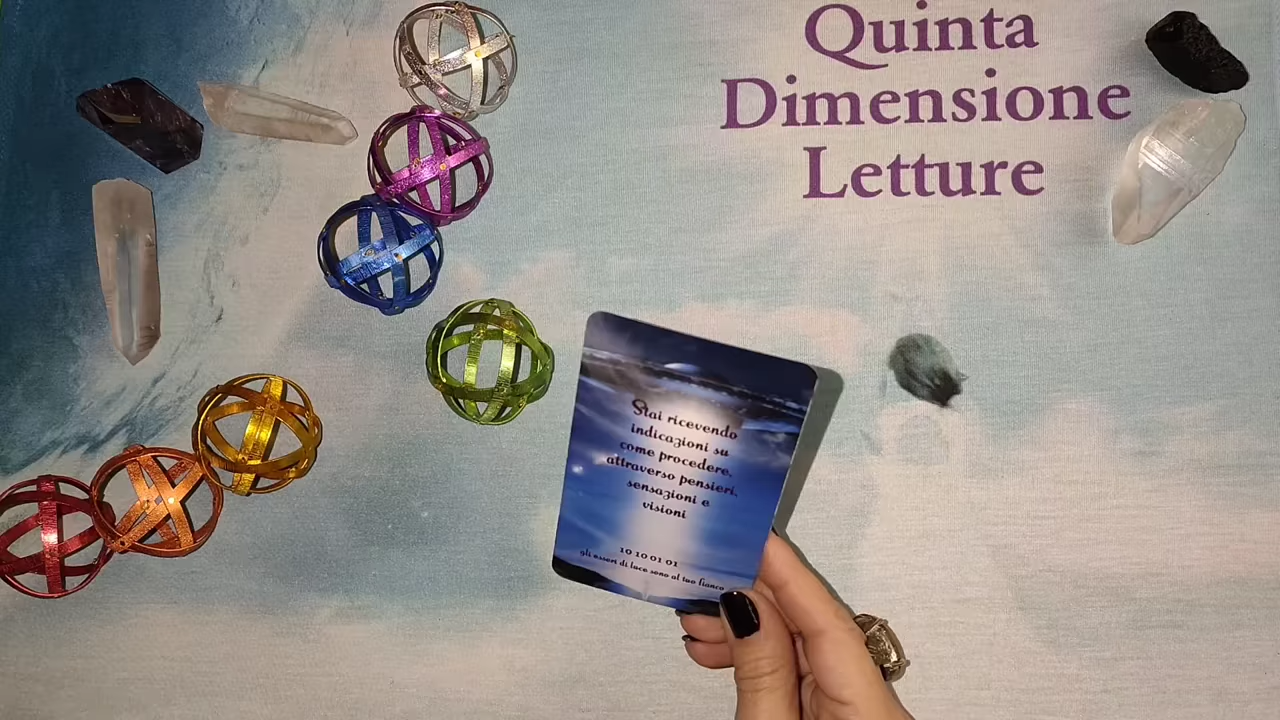 Quinta
Dimensione
Letture
Stai ricevendo
indicazioni su
come procedere,
attraverso pensieri,
sensazioni e
visioni
10 10 01 01
gli esseri di luce sono al tuo fianco